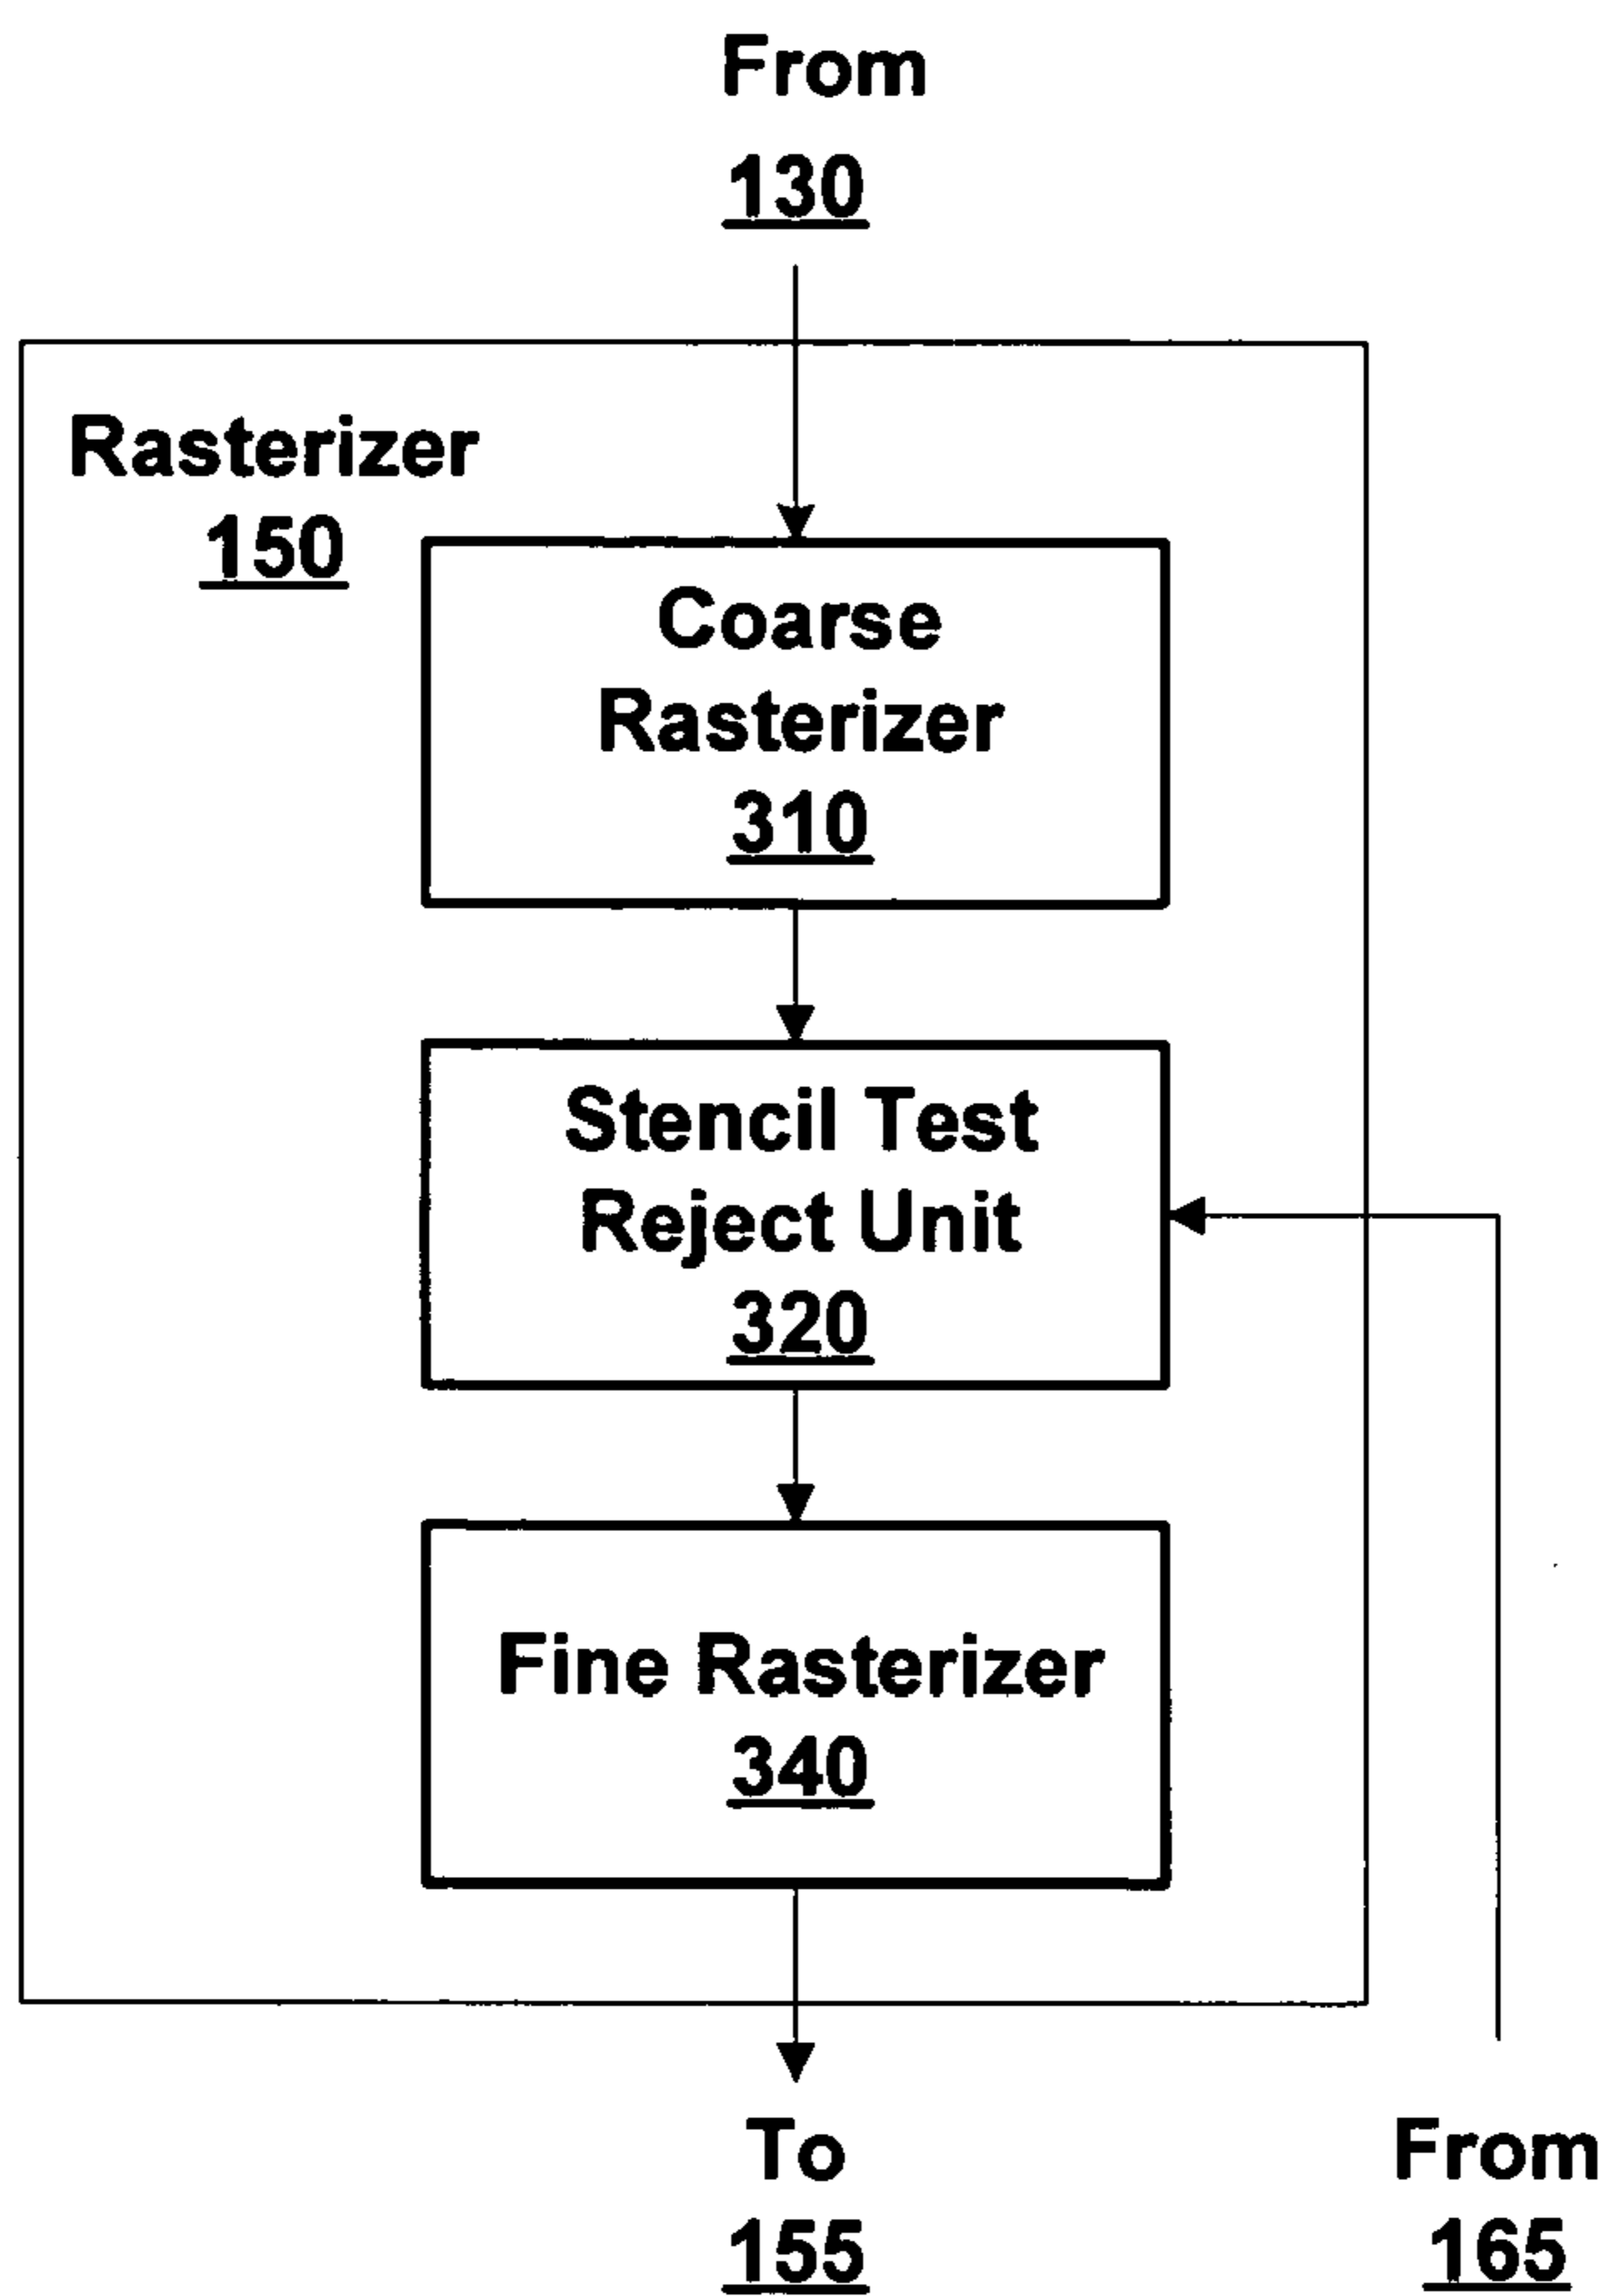 From
130
Rasterizer
150
Coarse
Rasterizer
310
Stencil Test
Reject Unit
320
Fine Rasterizer
340
To
155
From
165